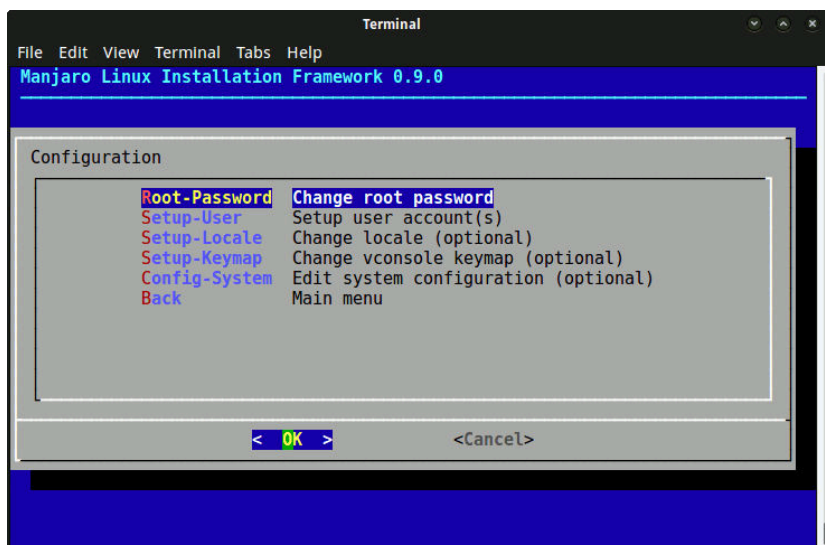 Terminal
File Edit View Terminal Tabs Help
Manjaro Linux Installation Framework 0.9.0
Configuration
Root-Password Change root password
Setup-User Setup user account(s)
Setup-Locale Change locale (optional)
Setup-Keymap Change vconsole keymap (optional)
Config-System Edit system configuration (optional)
Back Main menu
< OK > <Cancel>